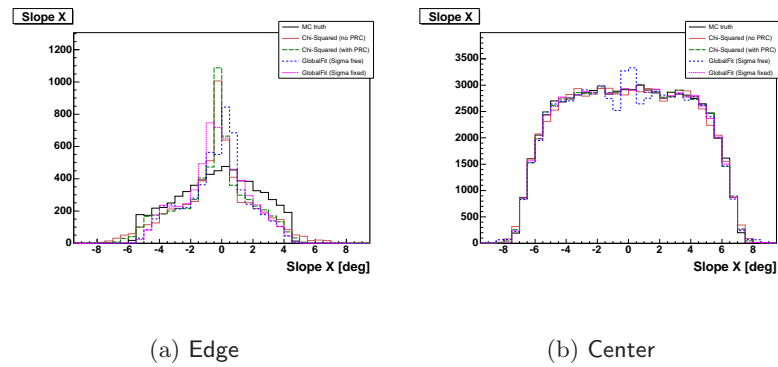 Slope X
MC truth
Chi-Squared (no PRC)
Chi-Squared (with PRC)
GlobalFit (Sigma free)
GlobalFit (Sigma fixed)
1200
1000
800
600
400
200
0
-8 -6 -4 -2 0 2 4 6 8
Slope X [deg]
(a) Edge
Slope X
MC truth
Chi-Squared (no PRC)
Chi-Squared (with PRC)
GlobalFit (Sigma free)
GlobalFit (Sigma fixed)
3500
3000
2500
2000
1500
1000
500
0
-8 -6 -4 -2 0 2 4 6 8
Slope X [deg]
(b) Center